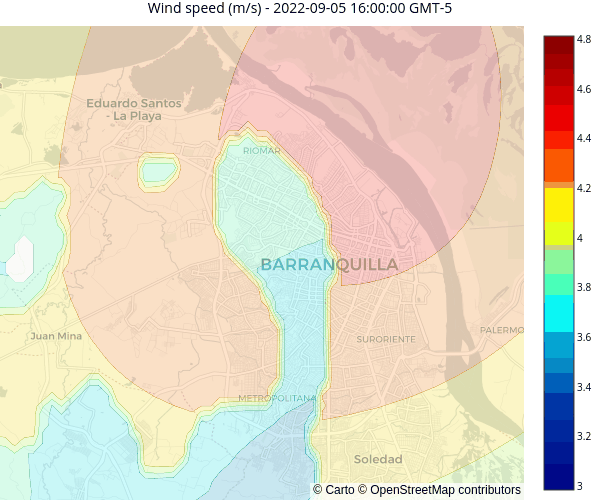 Wind speed (m/s) - 2022-09-05 16:00:00 GMT-5
4.8
4.6
4.4
4.2
4
3.8
3.6
3.4
3.2
3
Eduardo Santos
- La Playa
RIOMAR
BARRANQUILLA
Juan Mina
SURORIENTE
PALERMO
METROPOLITANA
Soledad
© Carto © OpenStreetMap contributors